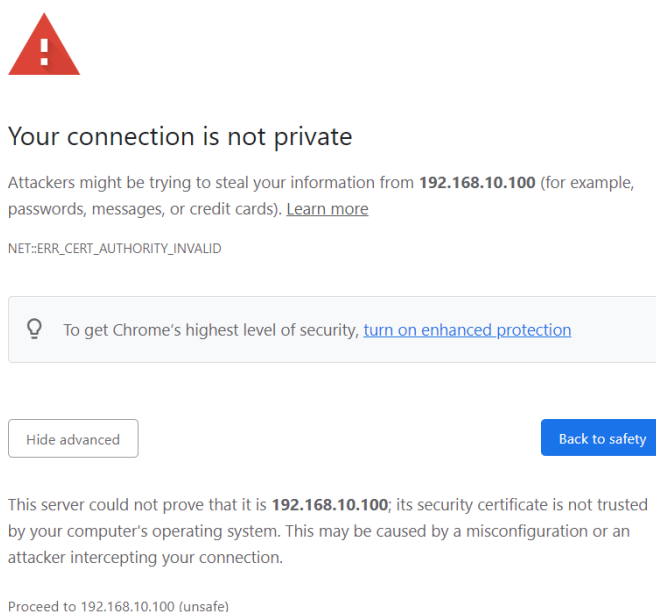 Your connection is not private
Attackers might be trying to steal your information from 192.168.10.100 (for example,
passwords, messages, or credit cards). Learn more
NET::ERR_CERT_AUTHORITY_INVALID
To get Chrome's highest level of security, turn on enhanced protection
Hide advanced
Back to safety
This server could not prove that it is 192.168.10.100; its security certificate is not trusted
by your computer's operating system. This may be caused by a misconfiguration or an
attacker intercepting your connection.
Proceed to 192.168.10.100 (unsafe)